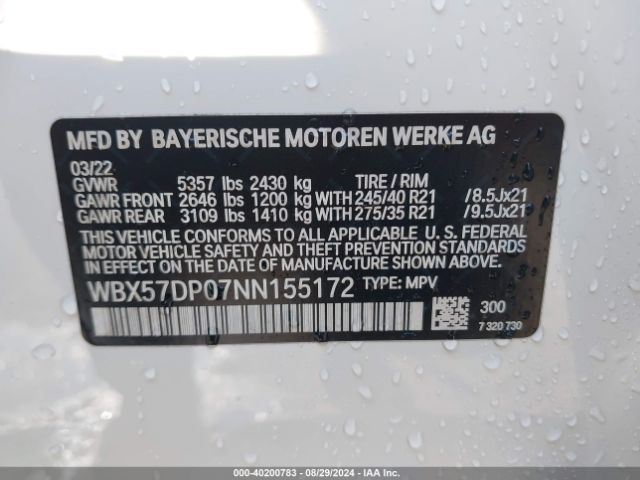 MFD BY BAYERISCHE MOTOREN WERKE AG
03/22
GVWR 5357 lbs 2430 kg TIRE / RIM
GAWR FRONT 2646 lbs 1200 kg WITH 245/40 R21 /8.5Jx21
GAWR REAR 3109 lbs 1410 kg WITH 275/35 R21 /9.5Jx21
THIS VEHICLE CONFORMS TO ALL APPLICABLE U. S. FEDERAL
MOTOR VEHICLE SAFETY AND THEFT PREVENTION STANDARDS
IN EFFECT ON THE DATE OF MANUFACTURE SHOWN ABOVE.
WBX57DP07NN155172 TYPE: MPV
300
7 320 730
000-40200783 - 08/29/2024 - IAA Inc.